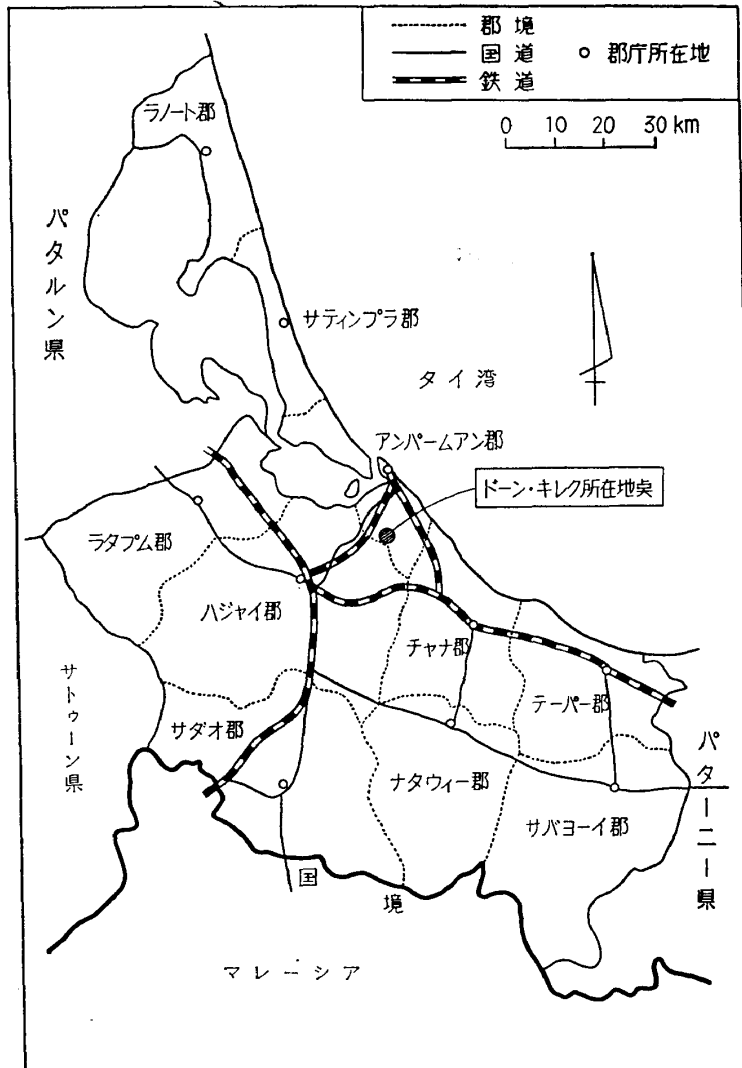 郡境
国道
郡庁所在地
鉄道
0 10 20 30 km
ラノート郡
パタルン県
サティンプラ郡
タイ湾
アンパームアン郡
ドーン・キレク所在地点
ラタプム郡
ハジャイ郡
チャナ郡
サトゥーン県
サダオ郡
テーパー郡
ナタウィー郡
パターニー県
サバヨーイ郡
国境
マレーシア